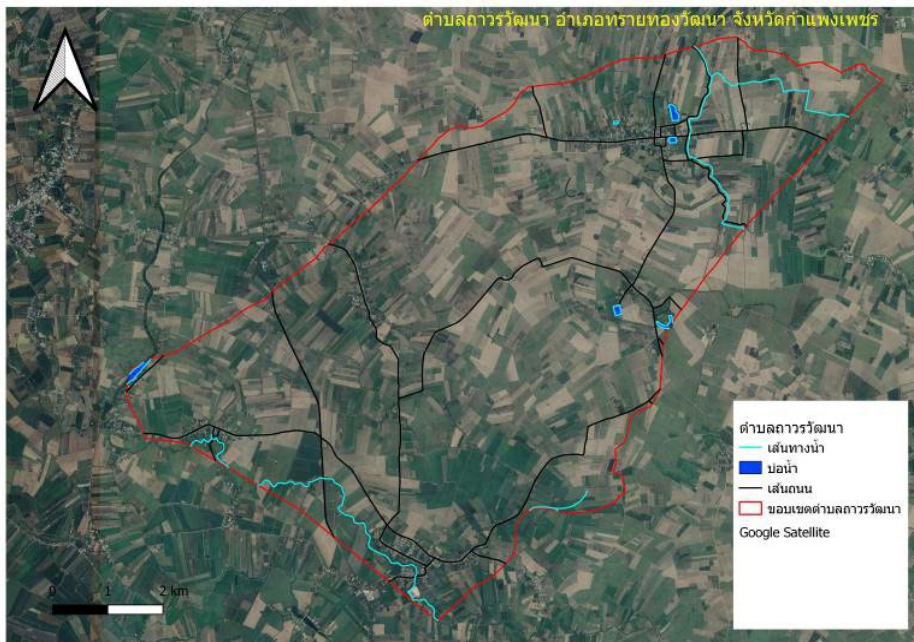 ตำบลถาวรวัฒนา อำเภอทรายทองวัฒนา จังหวัดกำแพงเพชร
ตำบลถาวรวัฒนา
เส้นทางน้ำ
บ่อน้ำ
เส้นถนน
ขอบเขตตำบลถาวรวัฒนา
Google Satellite
0 1 2 km